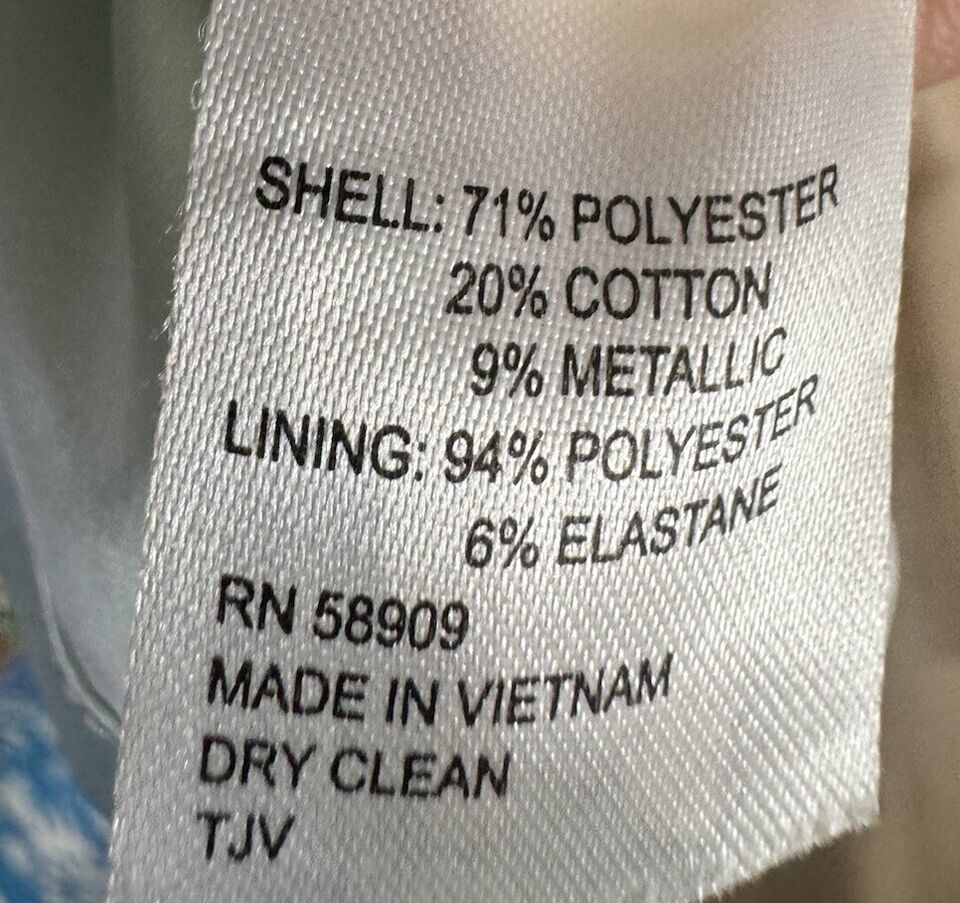 SHELL: 71% POLYESTER
20% COTTON
9% METALLIC
LINING: 94% POLYESTER
6% ELASTANE
RN 58909
MADE IN VIETNAM
DRY CLEAN
TJV